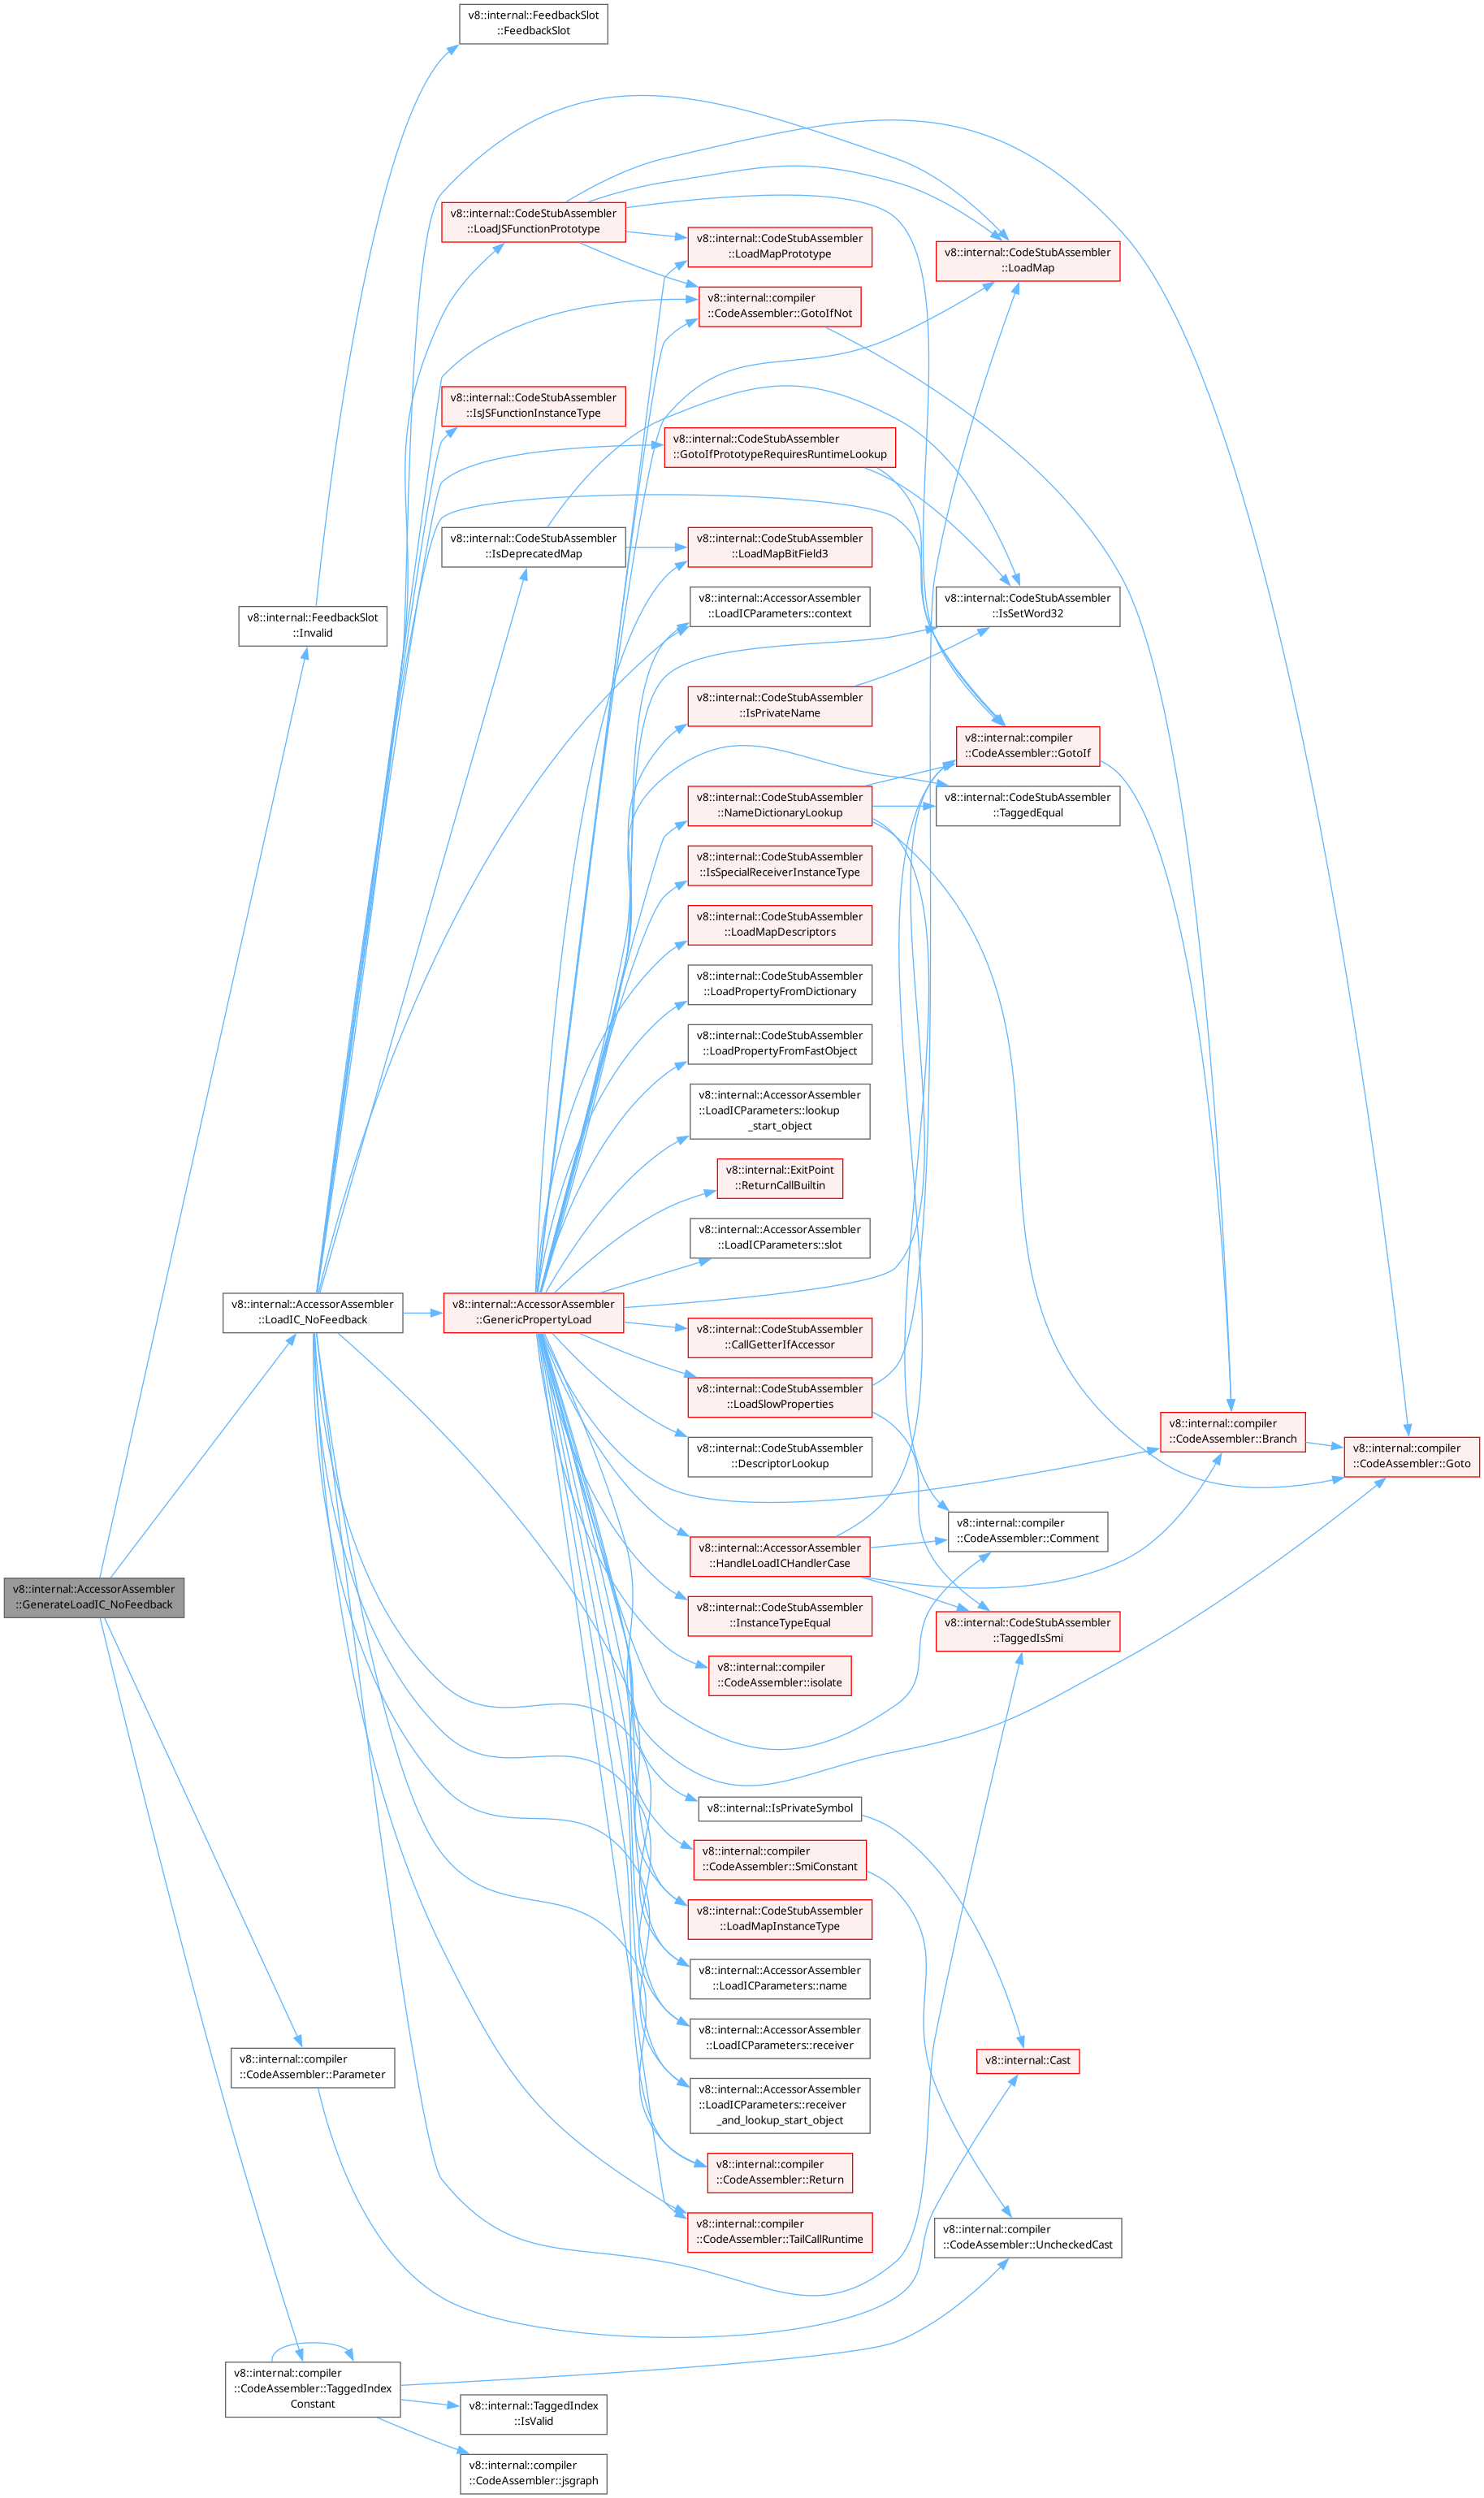 v8::internal::FeedbackSlot
::FeedbackSlot
v8::internal::CodeStubAssembler
::LoadJSFunctionPrototype
v8::internal::CodeStubAssembler
::LoadMapPrototype
v8::internal::CodeStubAssembler
::LoadMap
v8::internal::compiler
::CodeAssembler::GotoIfNot
v8::internal::CodeStubAssembler
::IsJSFunctionInstanceType
v8::internal::CodeStubAssembler
::GotoIfPrototypeRequiresRuntimeLookup
v8::internal::CodeStubAssembler
::IsDeprecatedMap
v8::internal::CodeStubAssembler
::LoadMapBitField3
v8::internal::AccessorAssembler
::LoadICParameters::context
v8::internal::CodeStubAssembler
::IsSetWord32
v8::internal::FeedbackSlot
::Invalid
v8::internal::CodeStubAssembler
::IsPrivateName
v8::internal::compiler
::CodeAssembler::GotoIf
v8::internal::CodeStubAssembler
::NameDictionaryLookup
v8::internal::CodeStubAssembler
::TaggedEqual
v8::internal::CodeStubAssembler
::IsSpecialReceiverInstanceType
v8::internal::CodeStubAssembler
::LoadMapDescriptors
v8::internal::CodeStubAssembler
::LoadPropertyFromDictionary
v8::internal::CodeStubAssembler
::LoadPropertyFromFastObject
v8::internal::AccessorAssembler
::LoadICParameters::lookup
_start_object
v8::internal::ExitPoint
::ReturnCallBuiltin
v8::internal::AccessorAssembler
::LoadICParameters::slot
v8::internal::AccessorAssembler
::LoadIC_NoFeedback
v8::internal::AccessorAssembler
::GenericPropertyLoad
v8::internal::CodeStubAssembler
::CallGetterIfAccessor
v8::internal::CodeStubAssembler
::LoadSlowProperties
v8::internal::compiler
::CodeAssembler::Branch
v8::internal::compiler
::CodeAssembler::Goto
v8::internal::CodeStubAssembler
::DescriptorLookup
v8::internal::compiler
::CodeAssembler::Comment
v8::internal::AccessorAssembler
::HandleLoadICHandlerCase
v8::internal::AccessorAssembler
::GenerateLoadIC_NoFeedback
v8::internal::CodeStubAssembler
::InstanceTypeEqual
v8::internal::CodeStubAssembler
::TaggedIsSmi
v8::internal::compiler
::CodeAssembler::isolate
v8::internal::IsPrivateSymbol
v8::internal::compiler
::CodeAssembler::SmiConstant
v8::internal::CodeStubAssembler
::LoadMapInstanceType
v8::internal::AccessorAssembler
::LoadICParameters::name
v8::internal::AccessorAssembler
::LoadICParameters::receiver
v8::internal::Cast
v8::internal::compiler
::CodeAssembler::Parameter
v8::internal::AccessorAssembler
::LoadICParameters::receiver
_and_lookup_start_object
v8::internal::compiler
::CodeAssembler::Return
v8::internal::compiler
::CodeAssembler::TailCallRuntime
v8::internal::compiler
::CodeAssembler::UncheckedCast
v8::internal::compiler
::CodeAssembler::TaggedIndex
Constant
v8::internal::TaggedIndex
::IsValid
v8::internal::compiler
::CodeAssembler::jsgraph